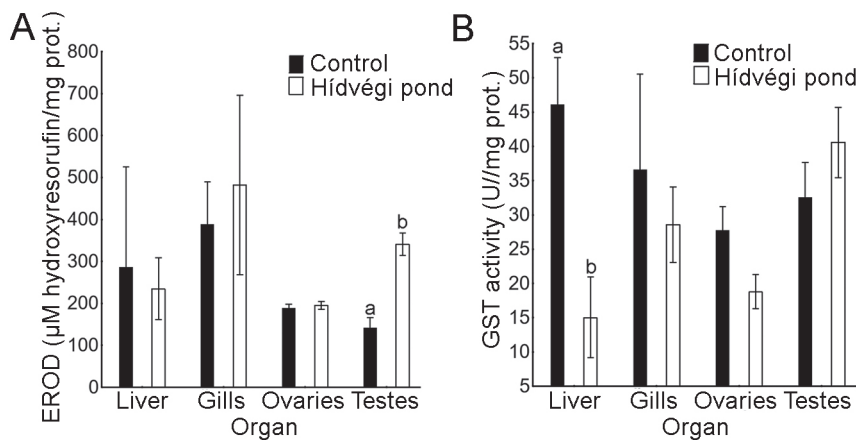 A
EROD (µM hydroxyresorufin/mg prot.)
800
700
600
500
400
300
200
100
0
Control
Hídvégi pond
a
b
Liver Gills Ovaries Testes
Organ
B
GST activity (U//mg prot.)
55
50
45
40
35
30
25
20
15
10
5
Control
Hídvégi pond
a
b
Liver Gills Ovaries Testes
Organ